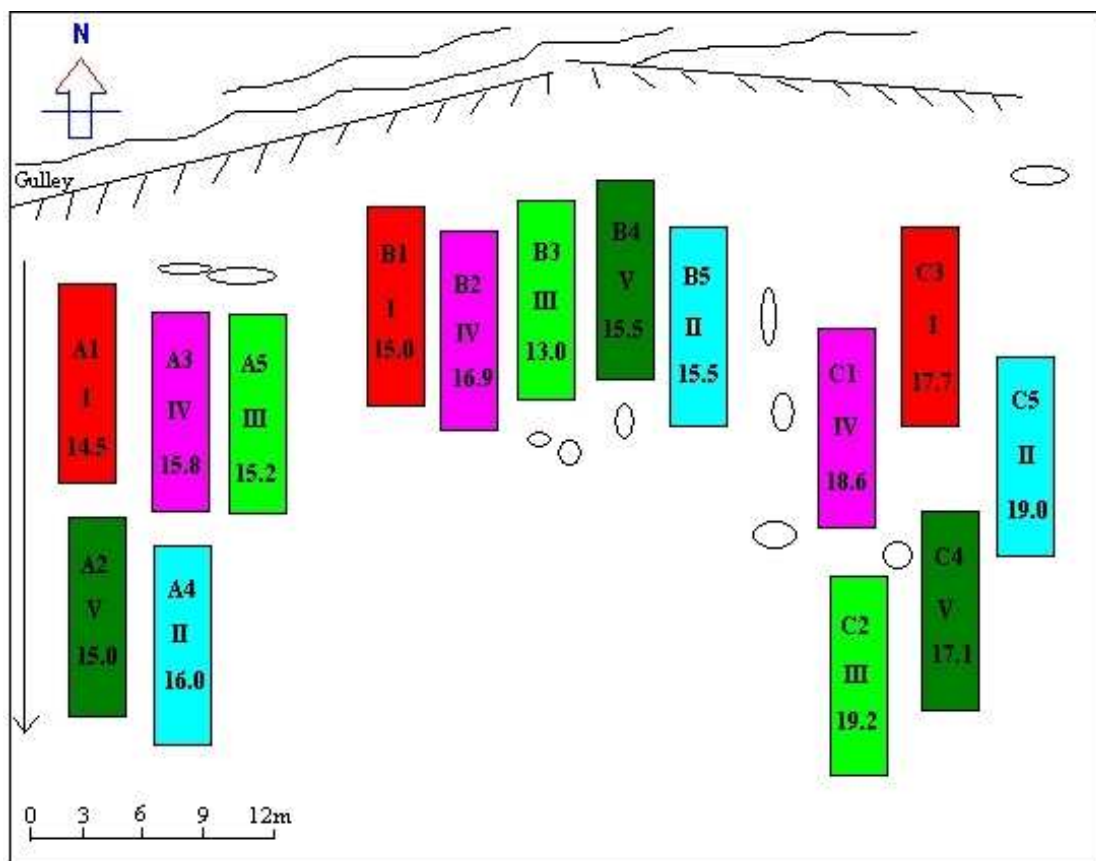 N
Gulley
A1
I
14.5
A3
IV
15.8
A5
III
15.2
A2
V
15.0
A4
II
16.0
B1
I
15.0
B2
IV
16.9
B3
III
13.0
B4
V
15.5
B5
II
15.5
C1
IV
18.6
C3
I
17.7
C5
II
19.0
C2
III
19.2
C4
V
17.1
0 3 6 9 12m